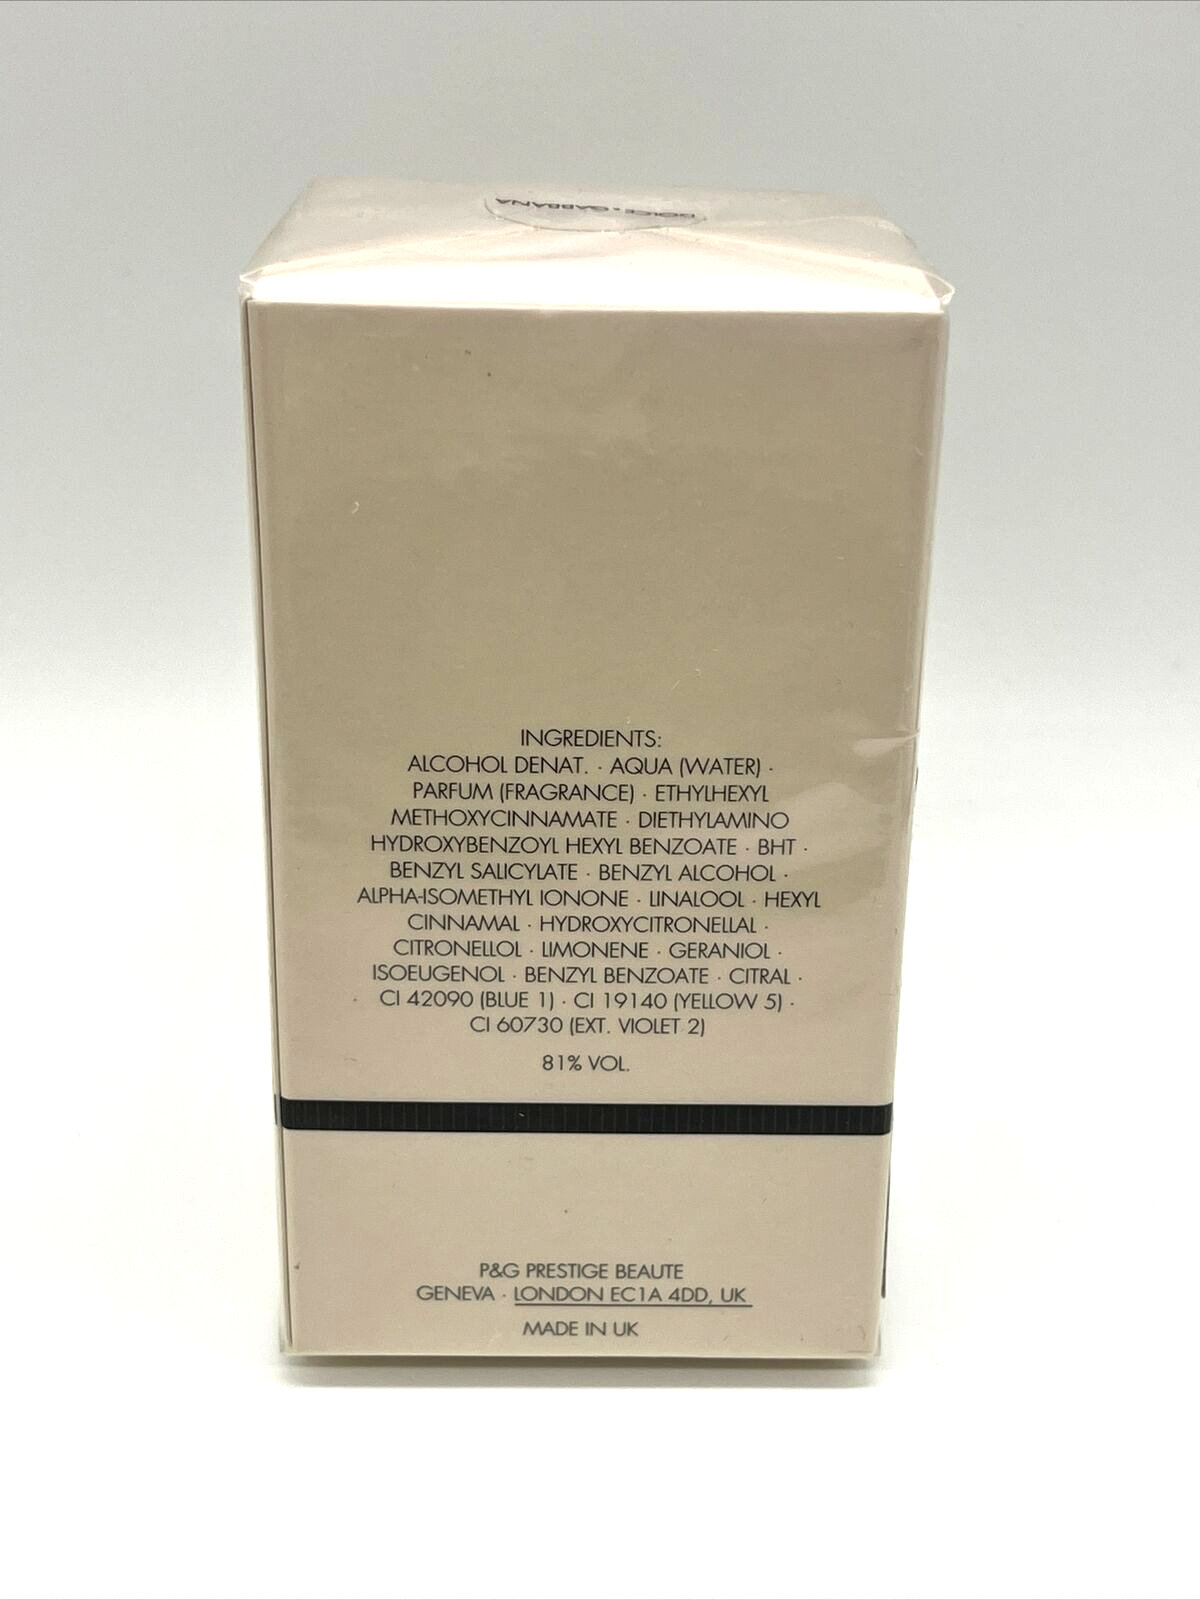 DOLCE & GABBANA
INGREDIENTS:
ALCOHOL DENAT. · AQUA (WATER) ·
PARFUM (FRAGRANCE) · ETHYLHEXYL
METHOXYCINNAMATE · DIETHYLAMINO
HYDROXYBENZOYL HEXYL BENZOATE · BHT ·
BENZYL SALICYLATE · BENZYL ALCOHOL ·
ALPHA-ISOMETHYL IONONE · LINALOOL · HEXYL
CINNAMAL · HYDROXYCITRONELLAL ·
CITRONELLOL · LIMONENE · GERANIOL ·
ISOEUGENOL · BENZYL BENZOATE · CITRAL ·
CI 42090 (BLUE 1) · CI 19140 (YELLOW 5) ·
CI 60730 (EXT. VIOLET 2)
81% VOL.
P&G PRESTIGE BEAUTE
GENEVA · LONDON EC1A 4DD, UK
MADE IN UK